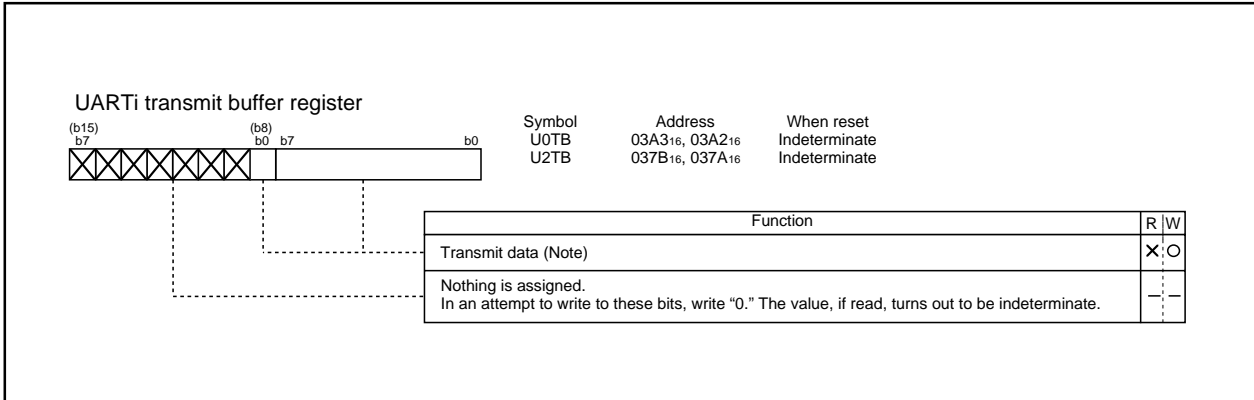 UARTi transmit buffer register
(b15) (b8)
b7 b0 b7 b0
Symbol Address When reset
U0TB 03A3₁₆, 03A2₁₆ Indeterminate
U2TB 037B₁₆, 037A₁₆ Indeterminate
Function R W
Transmit data (Note) × ○
Nothing is assigned.
In an attempt to write to these bits, write “0.” The value, if read, turns out to be indeterminate. – –